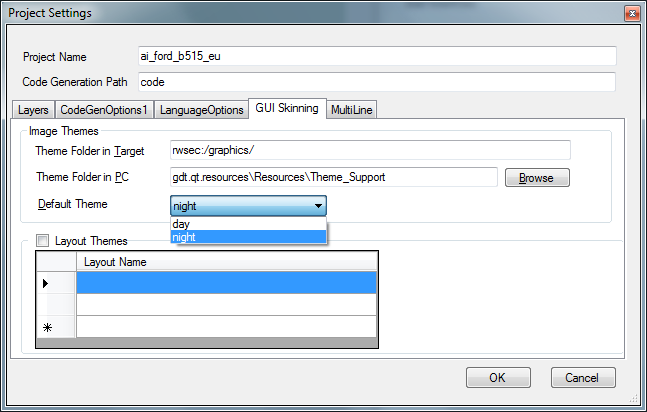 Project Settings
Project Name ai_ford_b515_eu
Code Generation Path code
Layers CodeGenOptions1 LanguageOptions GUI Skinning MultiLine
Image Themes
Theme Folder in Target rwsec:/graphics/
Theme Folder in PC gdt.qt.resources\Resources\Theme_Support Browse
Default Theme night
day
night
Layout Themes
Layout Name
OK Cancel